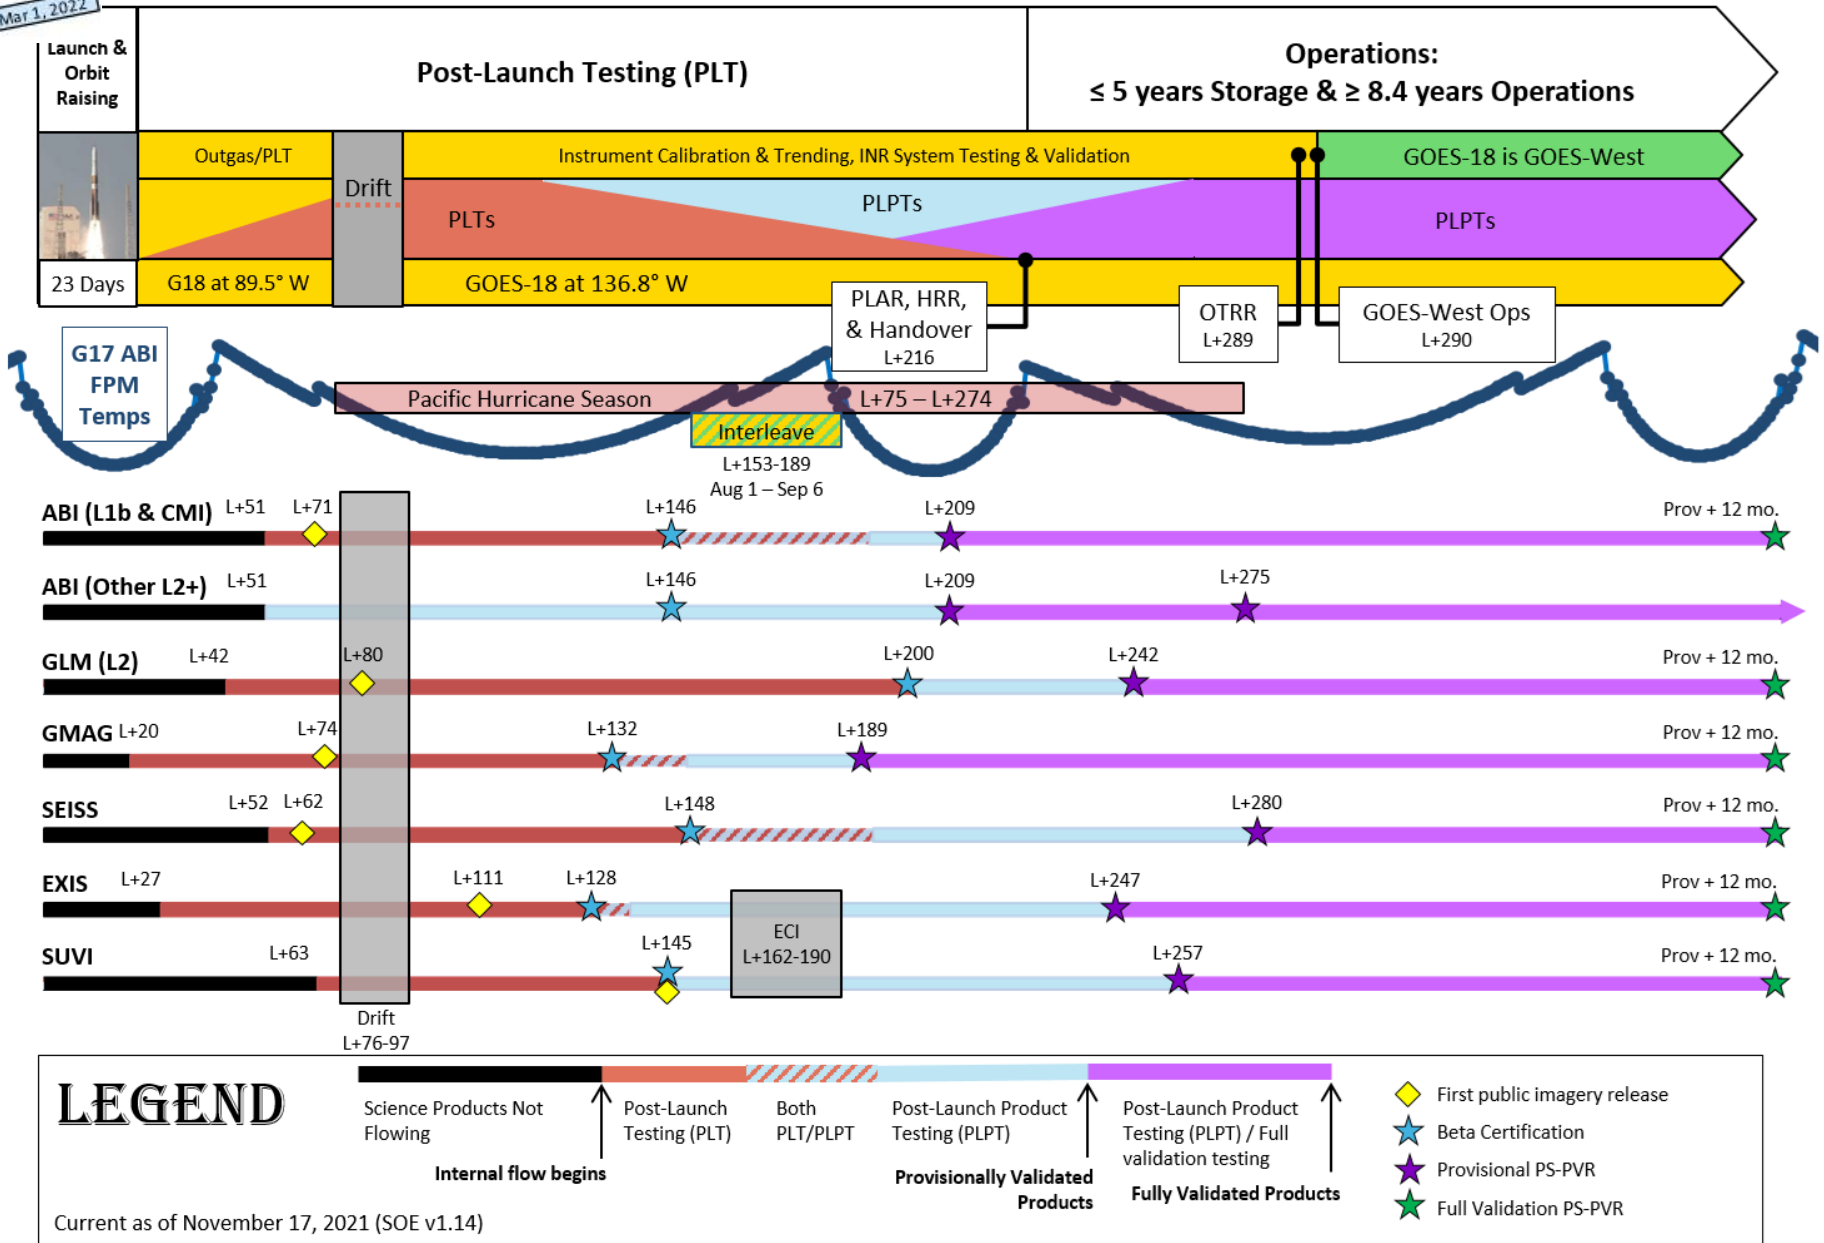 Mar 1, 2022
Launch &
Orbit
Raising
Post-Launch Testing (PLT)
Operations:
≤ 5 years Storage & ≥ 8.4 years Operations
Outgas/PLT
Drift
Instrument Calibration & Trending, INR System Testing & Validation
GOES-18 is GOES-West
PLTs
PLPTs
PLPTs
23 Days
G18 at 89.5° W
GOES-18 at 136.8° W
PLAR, HRR,
& Handover
L+216
OTRR
L+289
GOES-West Ops
L+290
G17 ABI
FPM
Temps
Pacific Hurricane Season
L+75 – L+274
Interleave
L+153-189
Aug 1 – Sep 6
ABI (L1b & CMI) L+51 L+71 L+146 L+209 Prov + 12 mo.
ABI (Other L2+) L+51 L+146 L+209 L+275
GLM (L2) L+42 L+80 L+200 L+242 Prov + 12 mo.
GMAG L+20 L+74 L+132 L+189 Prov + 12 mo.
SEISS L+52 L+62 L+148 L+280 Prov + 12 mo.
EXIS L+27 L+111 L+128 L+247 Prov + 12 mo.
ECI
L+162-190
SUVI L+63 L+145 L+257 Prov + 12 mo.
Drift
L+76-97
LEGEND
Science Products Not
Flowing
Internal flow begins
Post-Launch
Testing (PLT)
Both
PLT/PLPT
Post-Launch Product
Testing (PLPT)
Provisionally Validated
Products
Post-Launch Product
Testing (PLPT) / Full
validation testing
Fully Validated Products
First public imagery release
Beta Certification
Provisional PS-PVR
Full Validation PS-PVR
Current as of November 17, 2021 (SOE v1.14)